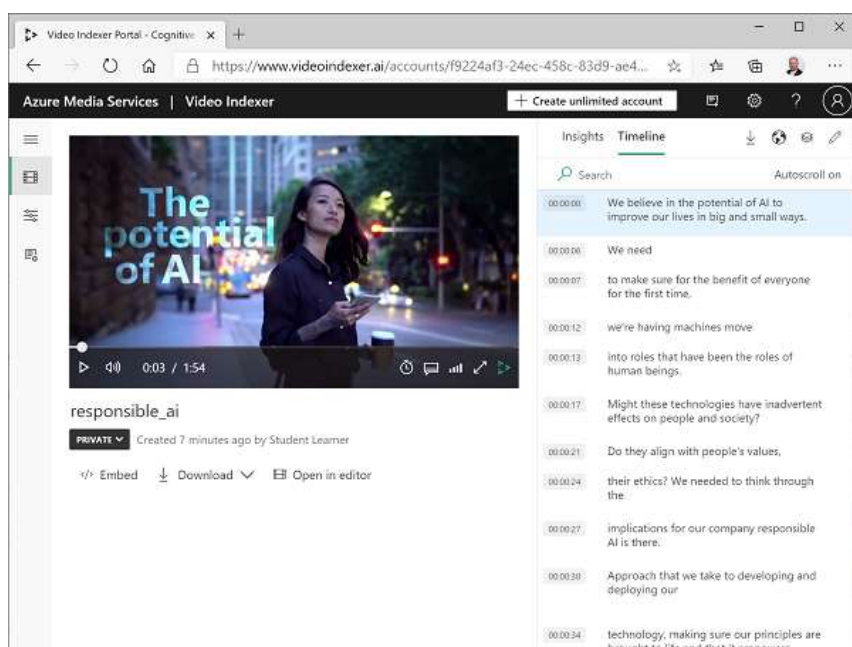 Video Indexer Portal - Cognitive
https://www.videoindexer.ai/accounts/f9224af3-24ec-458c-83d9-ae4...
Azure Media Services | Video Indexer
Create unlimited account
?
The
potential
of AI
0:03 / 1:54
responsible_ai
PRIVATE
Created 7 minutes ago by Student Learner
</> Embed
Download
Open in editor
Insights
Timeline
Search
Autoscroll on
00:00:00
We believe in the potential of AI to
improve our lives in big and small ways.
00:00:06
We need
00:00:07
to make sure for the benefit of everyone
for the first time,
00:00:12
we're having machines move
00:00:13
into roles that have been the roles of
human beings.
00:00:17
Might these technologies have inadvertent
effects on people and society?
00:00:21
Do they align with people's values,
00:00:24
their ethics? We needed to think through
the
00:00:27
implications for our company responsible
AI is there.
00:00:30
Approach that we take to developing and
deploying our
00:00:34
technology, making sure our principles are